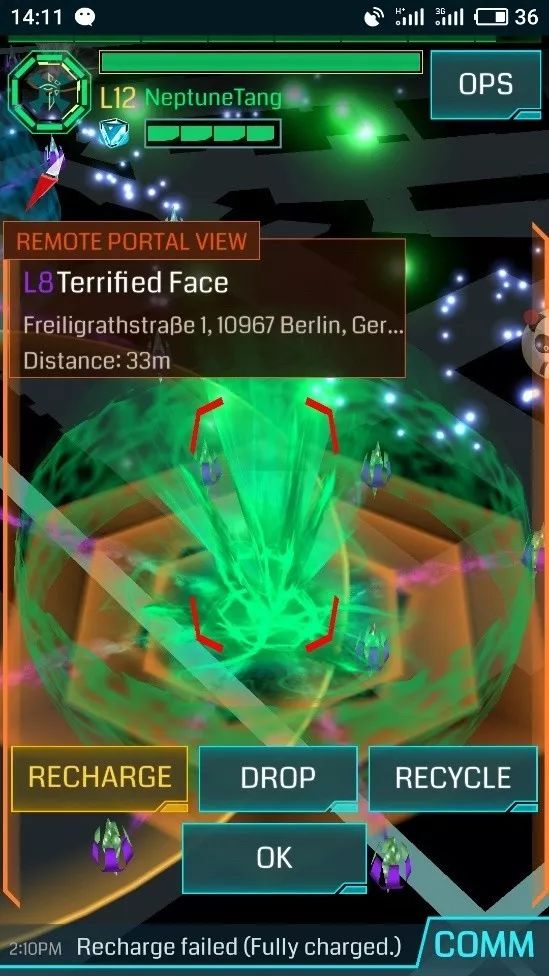 14:11
H+
3G
36
L12 NeptuneTang
OPS
REMOTE PORTAL VIEW
L8 Terrified Face
Freiligrathstraße 1, 10967 Berlin, Ger...
Distance: 33m
RECHARGE
DROP
RECYCLE
OK
2:10PM Recharge failed (Fully charged.)
COMM